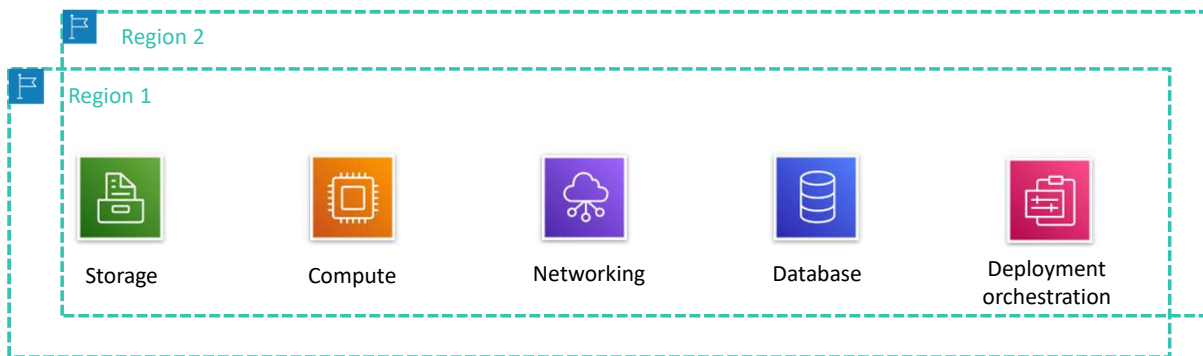 Region 2
Region 1
Storage
Compute
Networking
Database
Deployment
orchestration